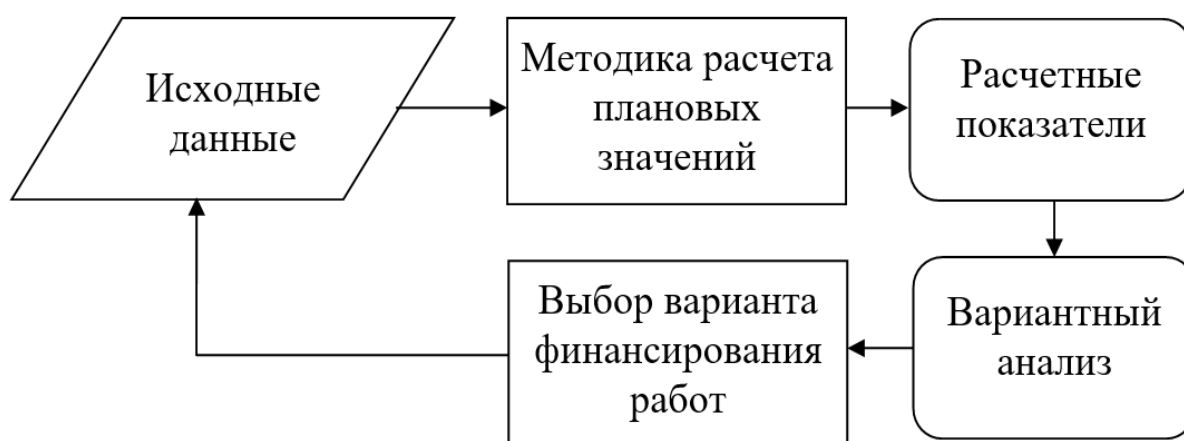 Исходные
данные
Методика расчета
плановых
значений
Расчетные
показатели
Вариантный
анализ
Выбор варианта
финансирования
работ